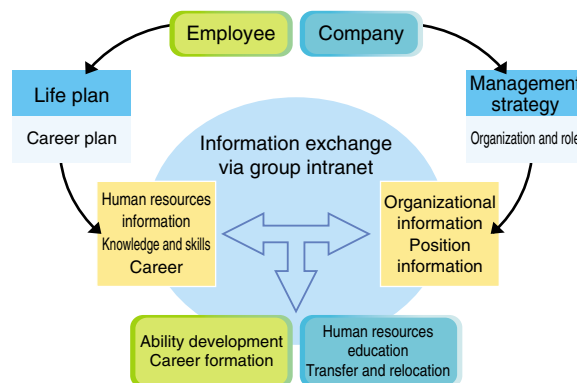 Employee
Company
Life plan
Career plan
Management
strategy
Organization and role
Information exchange
via group intranet
Human resources
information
Knowledge and skills
Career
Organizational
information
Position
information
Ability development
Career formation
Human resources
education
Transfer and relocation